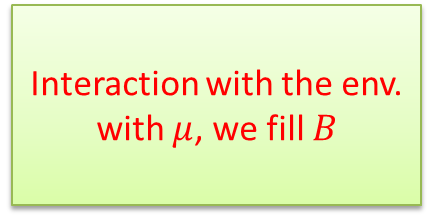 Interaction with the env.
with 𝜇, we fill 𝐵